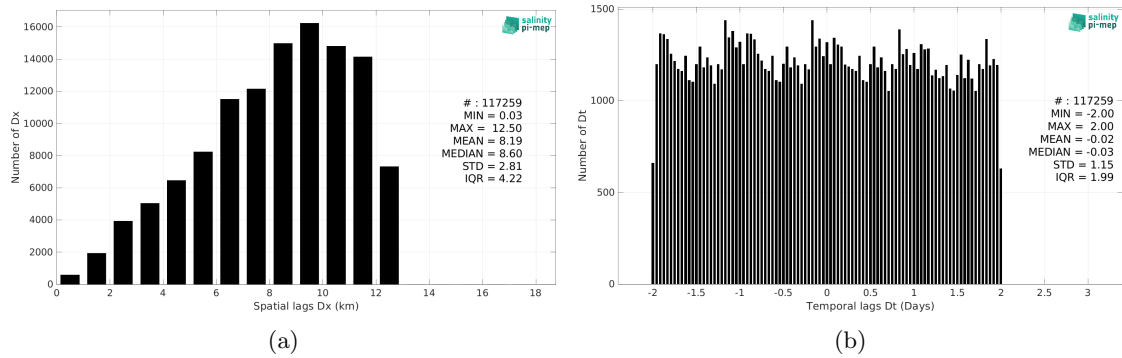 16000
14000
12000
10000
8000
6000
4000
2000
0
Number of Dx
salinity
pi-mep
# : 117259
MIN = 0.03
MAX = 12.50
MEAN = 8.19
MEDIAN = 8.60
STD = 2.81
IQR = 4.22
0 2 4 6 8 10 12 14 16 18
Spatial lags Dx (km)
(a)
1500
1000
500
0
Number of Dt
salinity
pi-mep
# : 117259
MIN = -2.00
MAX = 2.00
MEAN = -0.02
MEDIAN = -0.03
STD = 1.15
IQR = 1.99
-2 -1.5 -1 -0.5 0 0.5 1 1.5 2 2.5 3
Temporal lags Dt (Days)
(b)